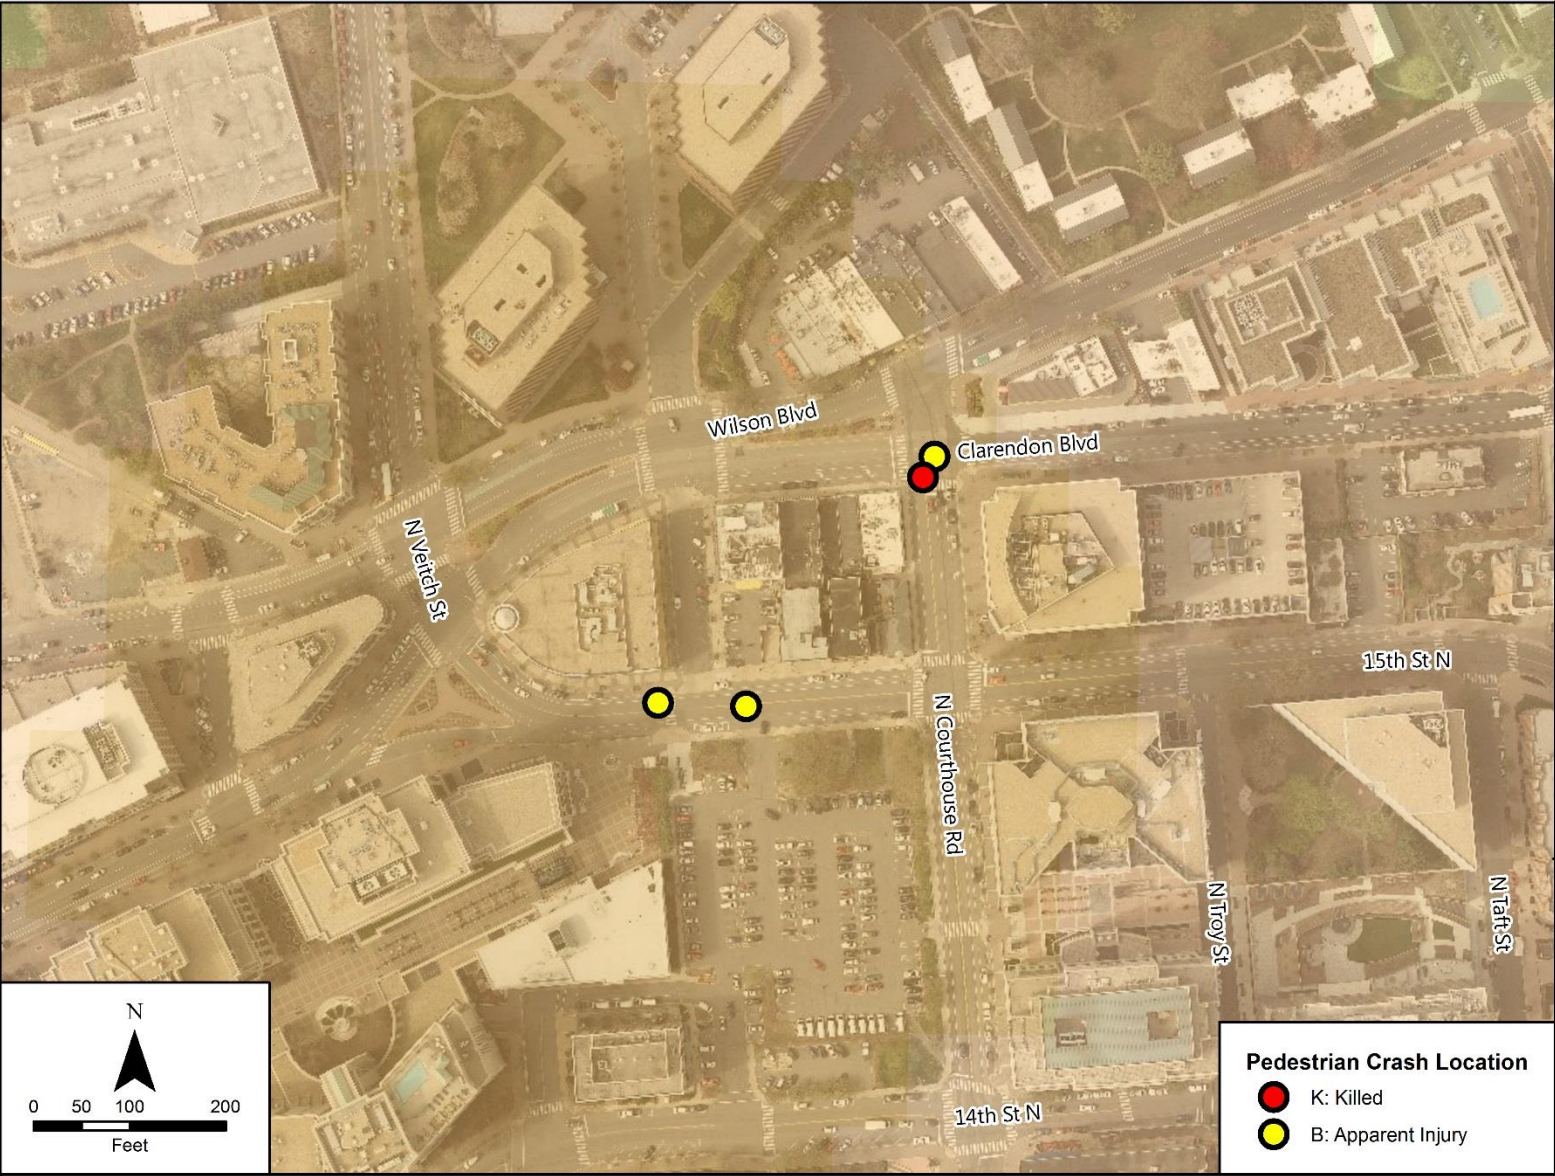 Wilson Blvd
Clarendon Blvd
N Veitch St
15th St N
N Courthouse Rd
N Troy St
N Taft St
14th St N
N
0 50 100 200
Feet
Pedestrian Crash Location
K: Killed
B: Apparent Injury